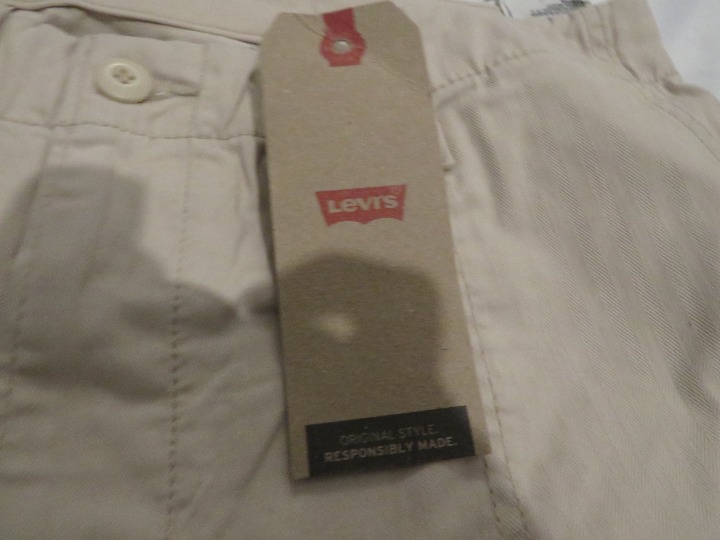 Levi's
ORIGINAL STYLE.
RESPONSIBLY MADE.